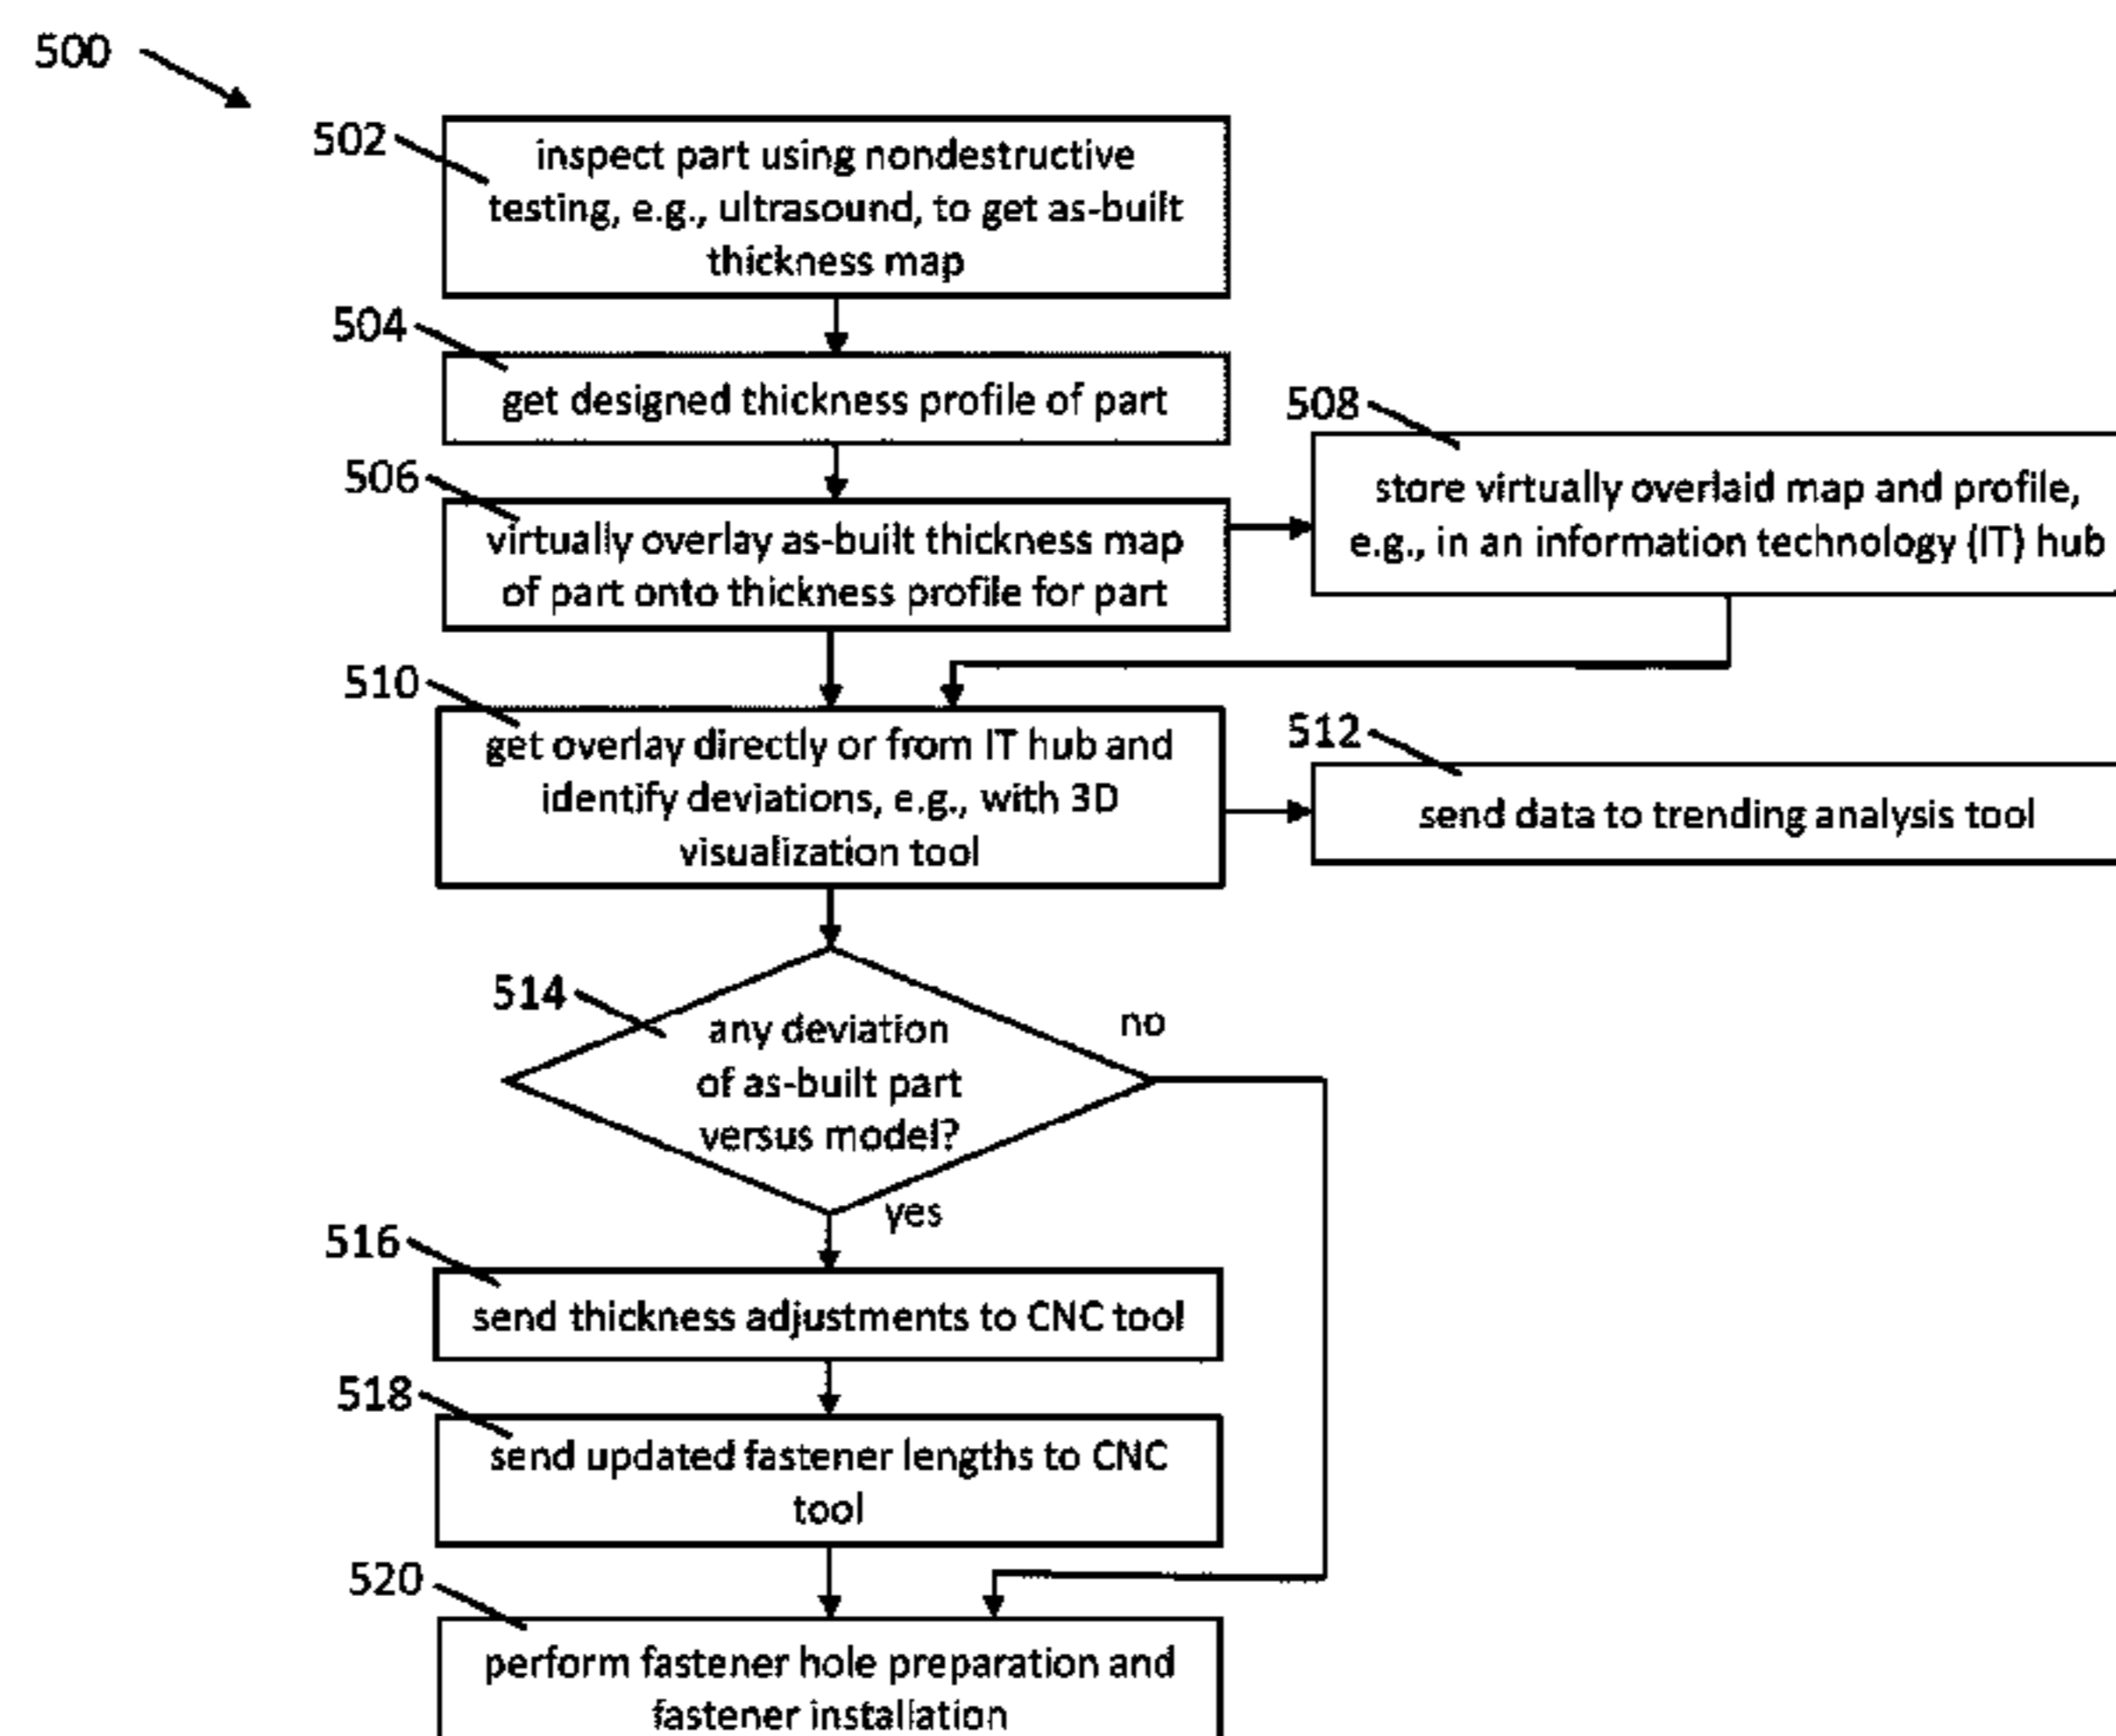 500
502
inspect part using nondestructive
testing, e.g., ultrasound, to get as-built
thickness map
504
get designed thickness profile of part
506
virtually overlay as-built thickness map
of part onto thickness profile for part
508
store virtually overlaid map and profile,
e.g., in an information technology (IT) hub
510
get overlay directly or from IT hub and
identify deviations, e.g., with 3D
visualization tool
512
send data to trending analysis tool
514
any deviation
of as-built part
versus model?
no
yes
516
send thickness adjustments to CNC tool
518
send updated fastener lengths to CNC
tool
520
perform fastener hole preparation and
fastener installation